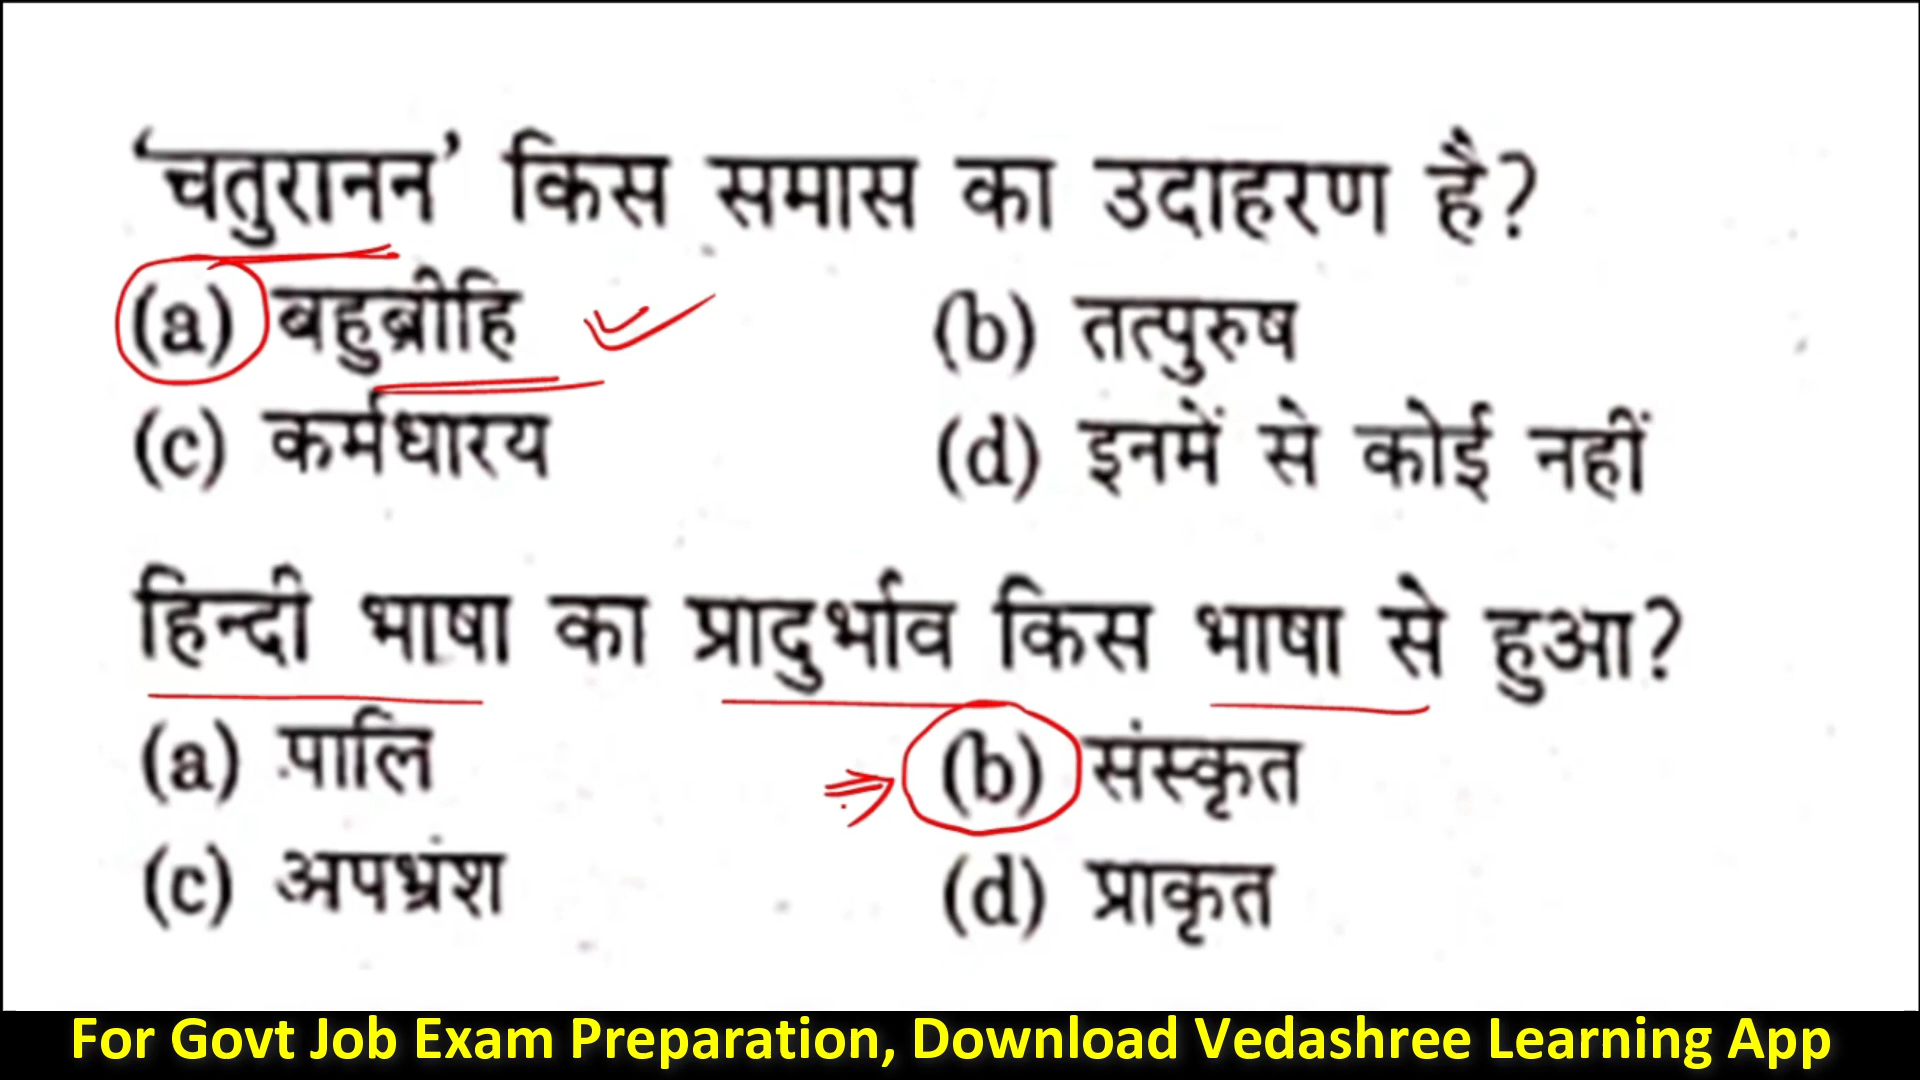 ‘चतुरानन’ किस समास का उदाहरण है?
(a) बहुब्रीहि (b) तत्पुरुष
(c) कर्मधारय (d) इनमें से कोई नहीं
हिन्दी भाषा का प्रादुर्भाव किस भाषा से हुआ?
(a) पालि (b) संस्कृत
(c) अपभ्रंश (d) प्राकृत
For Govt Job Exam Preparation, Download Vedashree Learning App